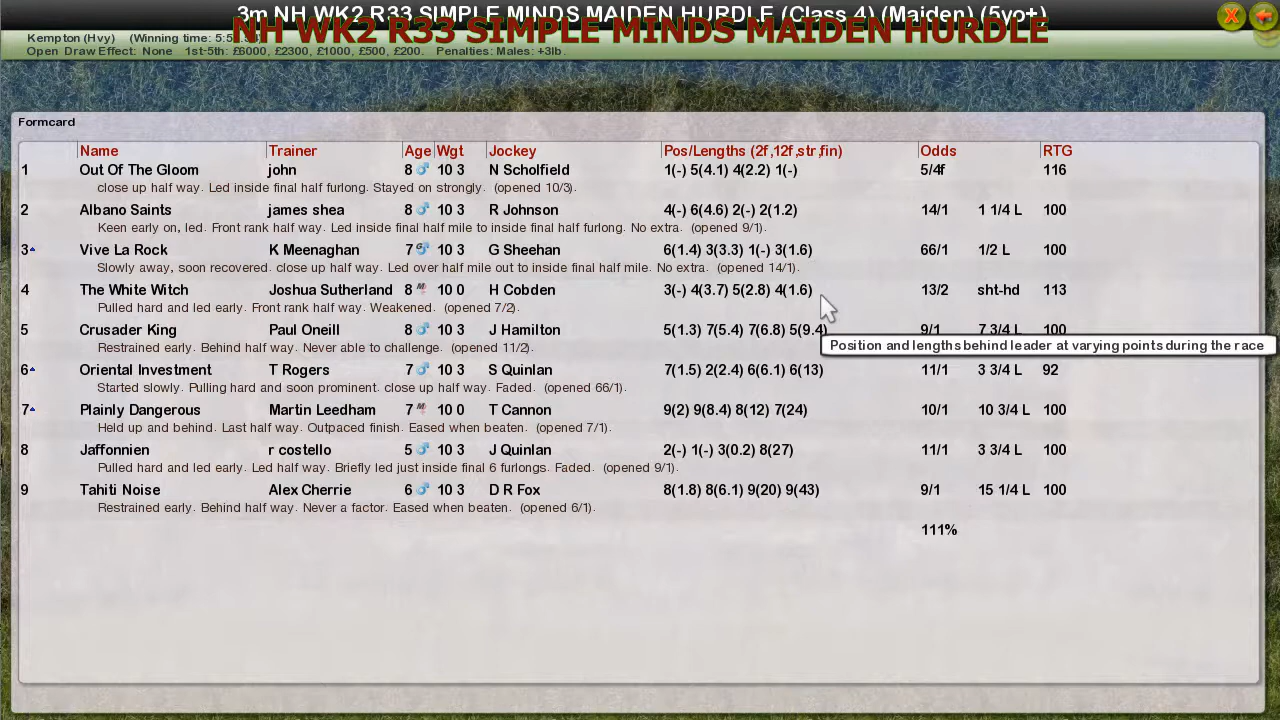 3m NH WK2 R33 SIMPLE MINDS MAIDEN HURDLE (Class 4) (Maiden) (5yo+)
NH WK2 R33 SIMPLE MINDS MAIDEN HURDLE
Kempton (Hvy) (Winning time:
Open Draw Effect: None 1st-5th: £6000, £2300, £1000, £500, £200. Penalties: Males: +3lb.
Formcard
Name Trainer Age Wgt Jockey Pos/Lengths (2f,12f,str,fin) Odds RTG
1 Out Of The Gloom john 8 10 3 N Scholfield 1(-) 5(4.1) 4(2.2) 1(-) 5/4f 116
close up half way. Led inside final half furlong. Stayed on strongly. (opened 10/3).
2 Albano Saints james shea 8 10 3 R Johnson 4(-) 6(4.6) 2(-) 2(1.2) 14/1 1 1/4 L 100
Keen early on, led. Front rank half way. Led inside final half mile to inside final half furlong. No extra. (opened 9/1).
3 Vive La Rock K Meenaghan 7 10 3 G Sheehan 6(1.4) 3(3.3) 1(-) 3(1.6) 66/1 1/2 L 100
Slowly away, soon recovered. close up half way. Led over half mile out to inside final half mile. No extra. (opened 14/1).
4 The White Witch Joshua Sutherland 8 10 0 H Cobden 3(-) 4(3.7) 5(2.8) 4(1.6) 13/2 sht-hd 113
Pulled hard and led early. Front rank half way. Weakened. (opened 7/2).
5 Crusader King Paul Oneill 8 10 3 J Hamilton 5(1.3) 7(5.4) 7(6.8) 5(9.4) 9/1 7 3/4 L 100
Restrained early. Behind half way. Never able to challenge. (opened 11/2).
Position and lengths behind leader at varying points during the race
6 Oriental Investment T Rogers 7 10 3 S Quinlan 7(1.5) 2(2.4) 6(6.1) 6(13) 11/1 3 3/4 L 92
Started slowly. Pulling hard and soon prominent. close up half way. Faded. (opened 66/1).
7 Plainly Dangerous Martin Leedham 7 10 0 T Cannon 9(2) 9(8.4) 8(12) 7(24) 10/1 10 3/4 L 100
Held up and behind. Last half way. Outpaced finish. Eased when beaten. (opened 7/1).
8 Jaffonnien r costello 5 10 3 J Quinlan 2(-) 1(-) 3(0.2) 8(27) 11/1 3 3/4 L 100
Pulled hard and led early. Led half way. Briefly led just inside final 6 furlongs. Faded. (opened 9/1).
9 Tahiti Noise Alex Cherrie 6 10 3 D R Fox 8(1.8) 8(6.1) 9(20) 9(43) 9/1 15 1/4 L 100
Restrained early. Behind half way. Never a factor. Eased when beaten. (opened 6/1).
111%